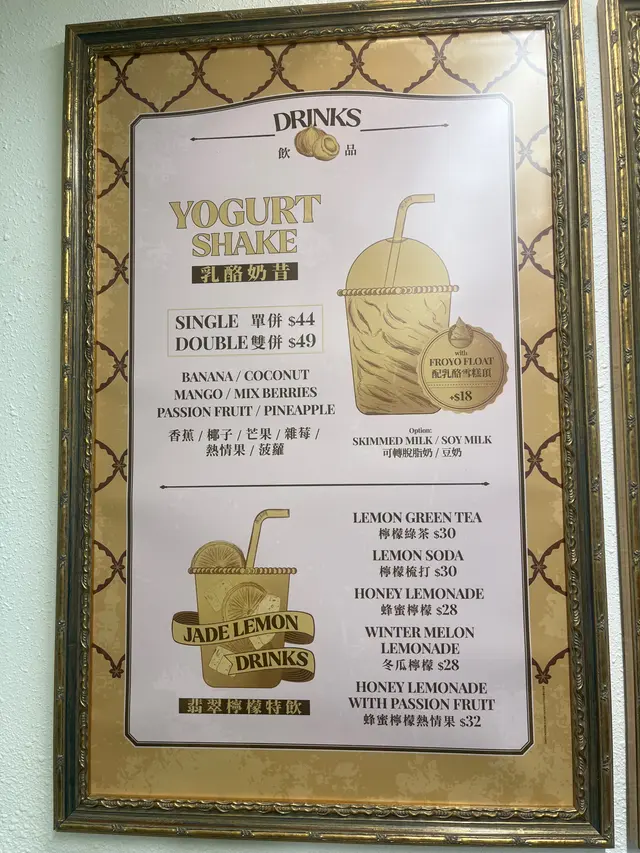 DRINKS
飲 品
YOGURT
SHAKE
乳酪奶昔
SINGLE 單併 $44
DOUBLE 雙併 $49
BANANA / COCONUT
MANGO / MIX BERRIES
PASSION FRUIT / PINEAPPLE
香蕉 / 椰子 / 芒果 / 雜莓 /
熱情果 / 菠蘿
with
FROYO FLOAT
配乳酪雪糕頂
+$18
Option:
SKIMMED MILK / SOY MILK
可轉脫脂奶 / 豆奶
JADE LEMON
DRINKS
翡翠檸檬特飲
LEMON GREEN TEA
檸檬綠茶 $30
LEMON SODA
檸檬梳打 $30
HONEY LEMONADE
蜂蜜檸檬 $28
WINTER MELON
LEMONADE
冬瓜檸檬 $28
HONEY LEMONADE
WITH PASSION FRUIT
蜂蜜檸檬熱情果 $32